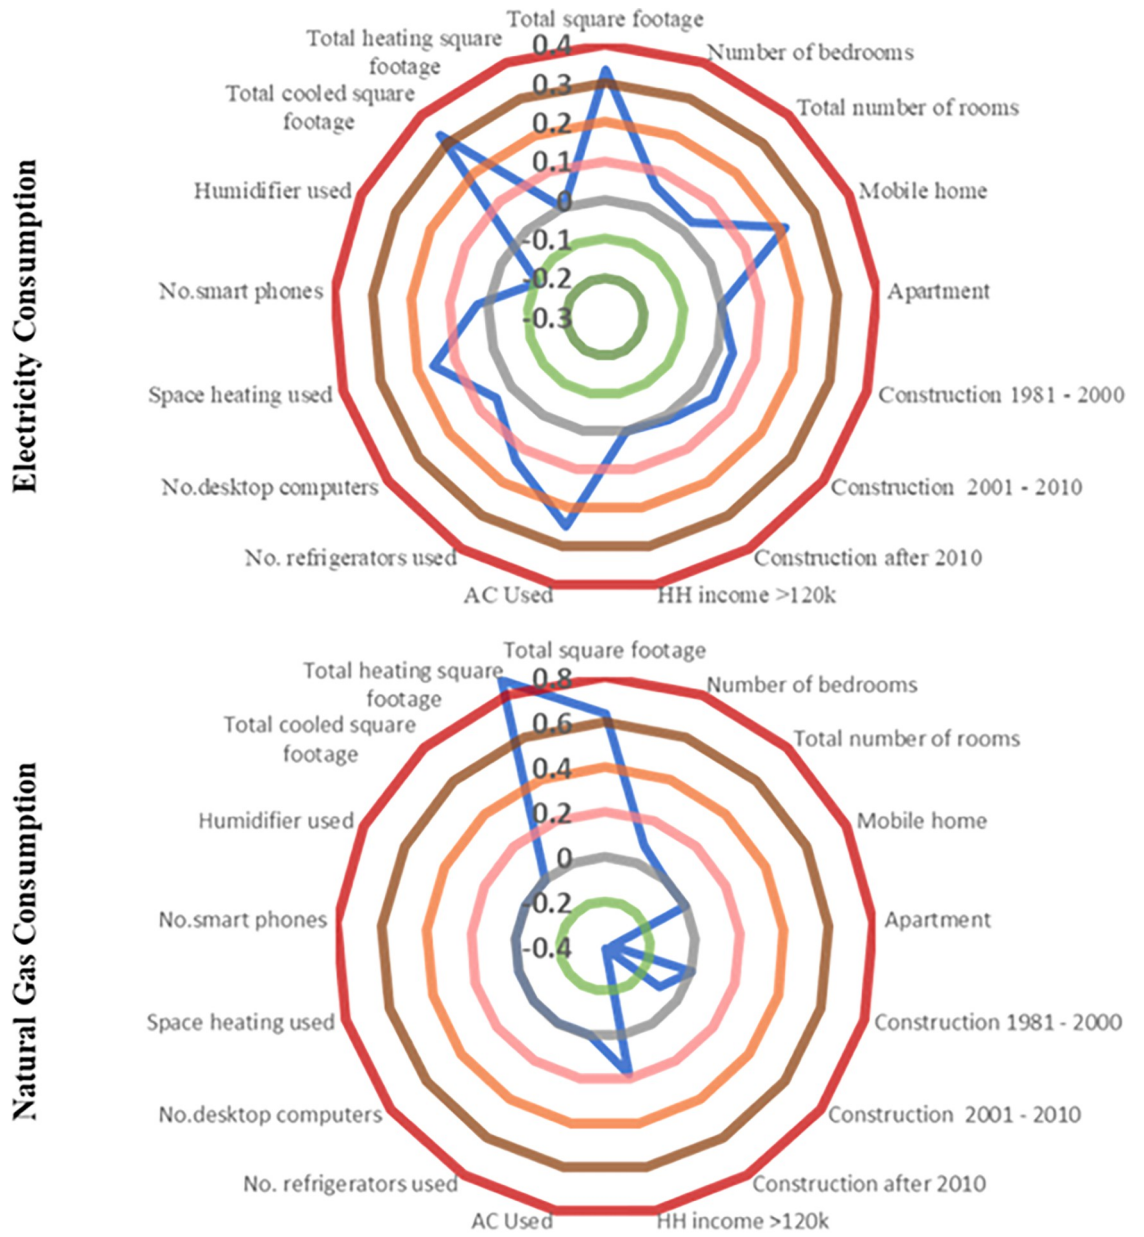 Electricity Consumption
Total square footage
Number of bedrooms
Total number of rooms
Mobile home
Apartment
Construction 1981 - 2000
Construction  2001 - 2010
Construction after 2010
HH income >120k
AC Used
No. refrigerators used
No.desktop computers
Space heating used
No.smart phones
Humidifier used
Total cooled square
footage
Total heating square
footage
0.4
0.3
0.2
0.1
0
-0.1
-0.2
-0.3
Natural Gas Consumption
Total square footage
Number of bedrooms
Total number of rooms
Mobile home
Apartment
Construction 1981 - 2000
Construction  2001 - 2010
Construction after 2010
HH income >120k
AC Used
No. refrigerators used
No.desktop computers
Space heating used
No.smart phones
Humidifier used
Total cooled square
footage
Total heating square
footage
0.8
0.6
0.4
0.2
0
-0.2
-0.4